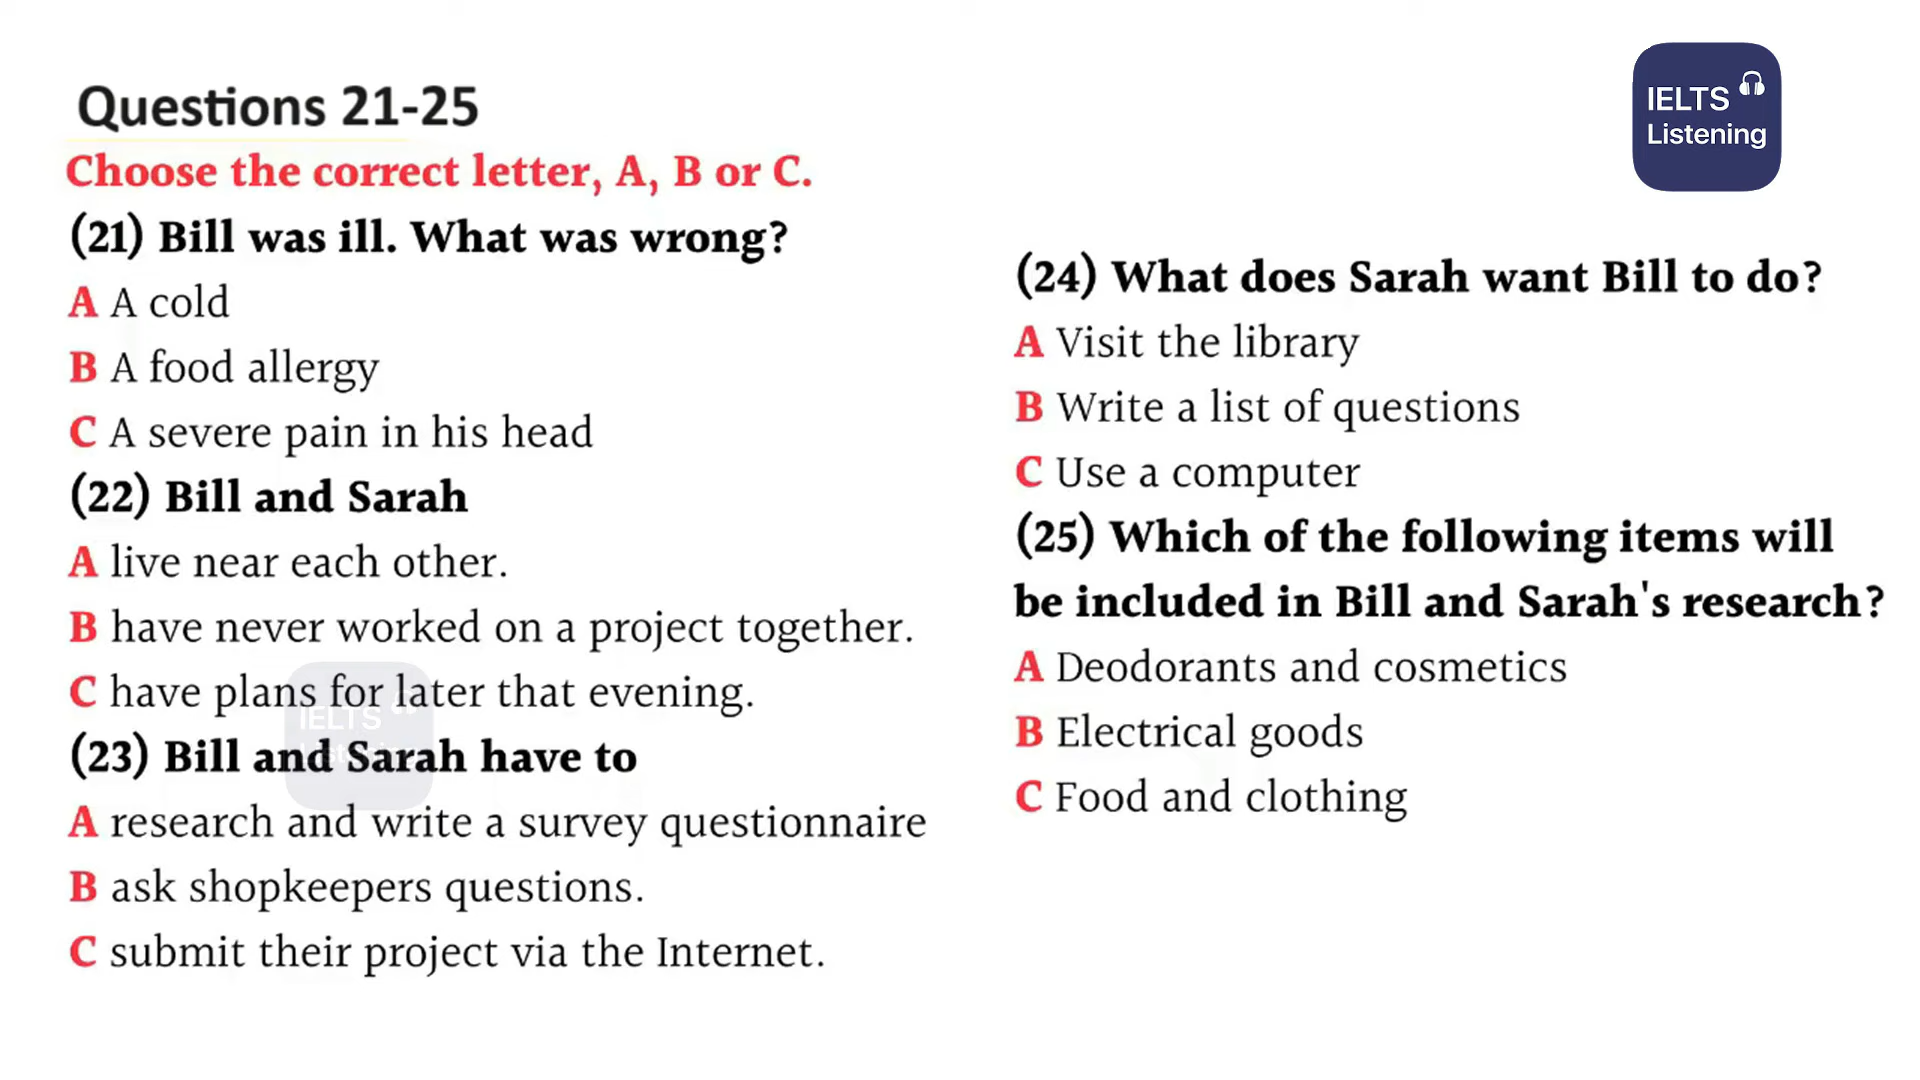 Questions 21-25
Choose the correct letter, A, B or C.
(21) Bill was ill. What was wrong?
A A cold
B A food allergy
C A severe pain in his head
(22) Bill and Sarah
A live near each other.
B have never worked on a project together.
C have plans for later that evening.
(23) Bill and Sarah have to
A research and write a survey questionnaire
B ask shopkeepers questions.
C submit their project via the Internet.
IELTS
Listening
(24) What does Sarah want Bill to do?
A Visit the library
B Write a list of questions
C Use a computer
(25) Which of the following items will
be included in Bill and Sarah's research?
A Deodorants and cosmetics
B Electrical goods
C Food and clothing
IELTS
Listening